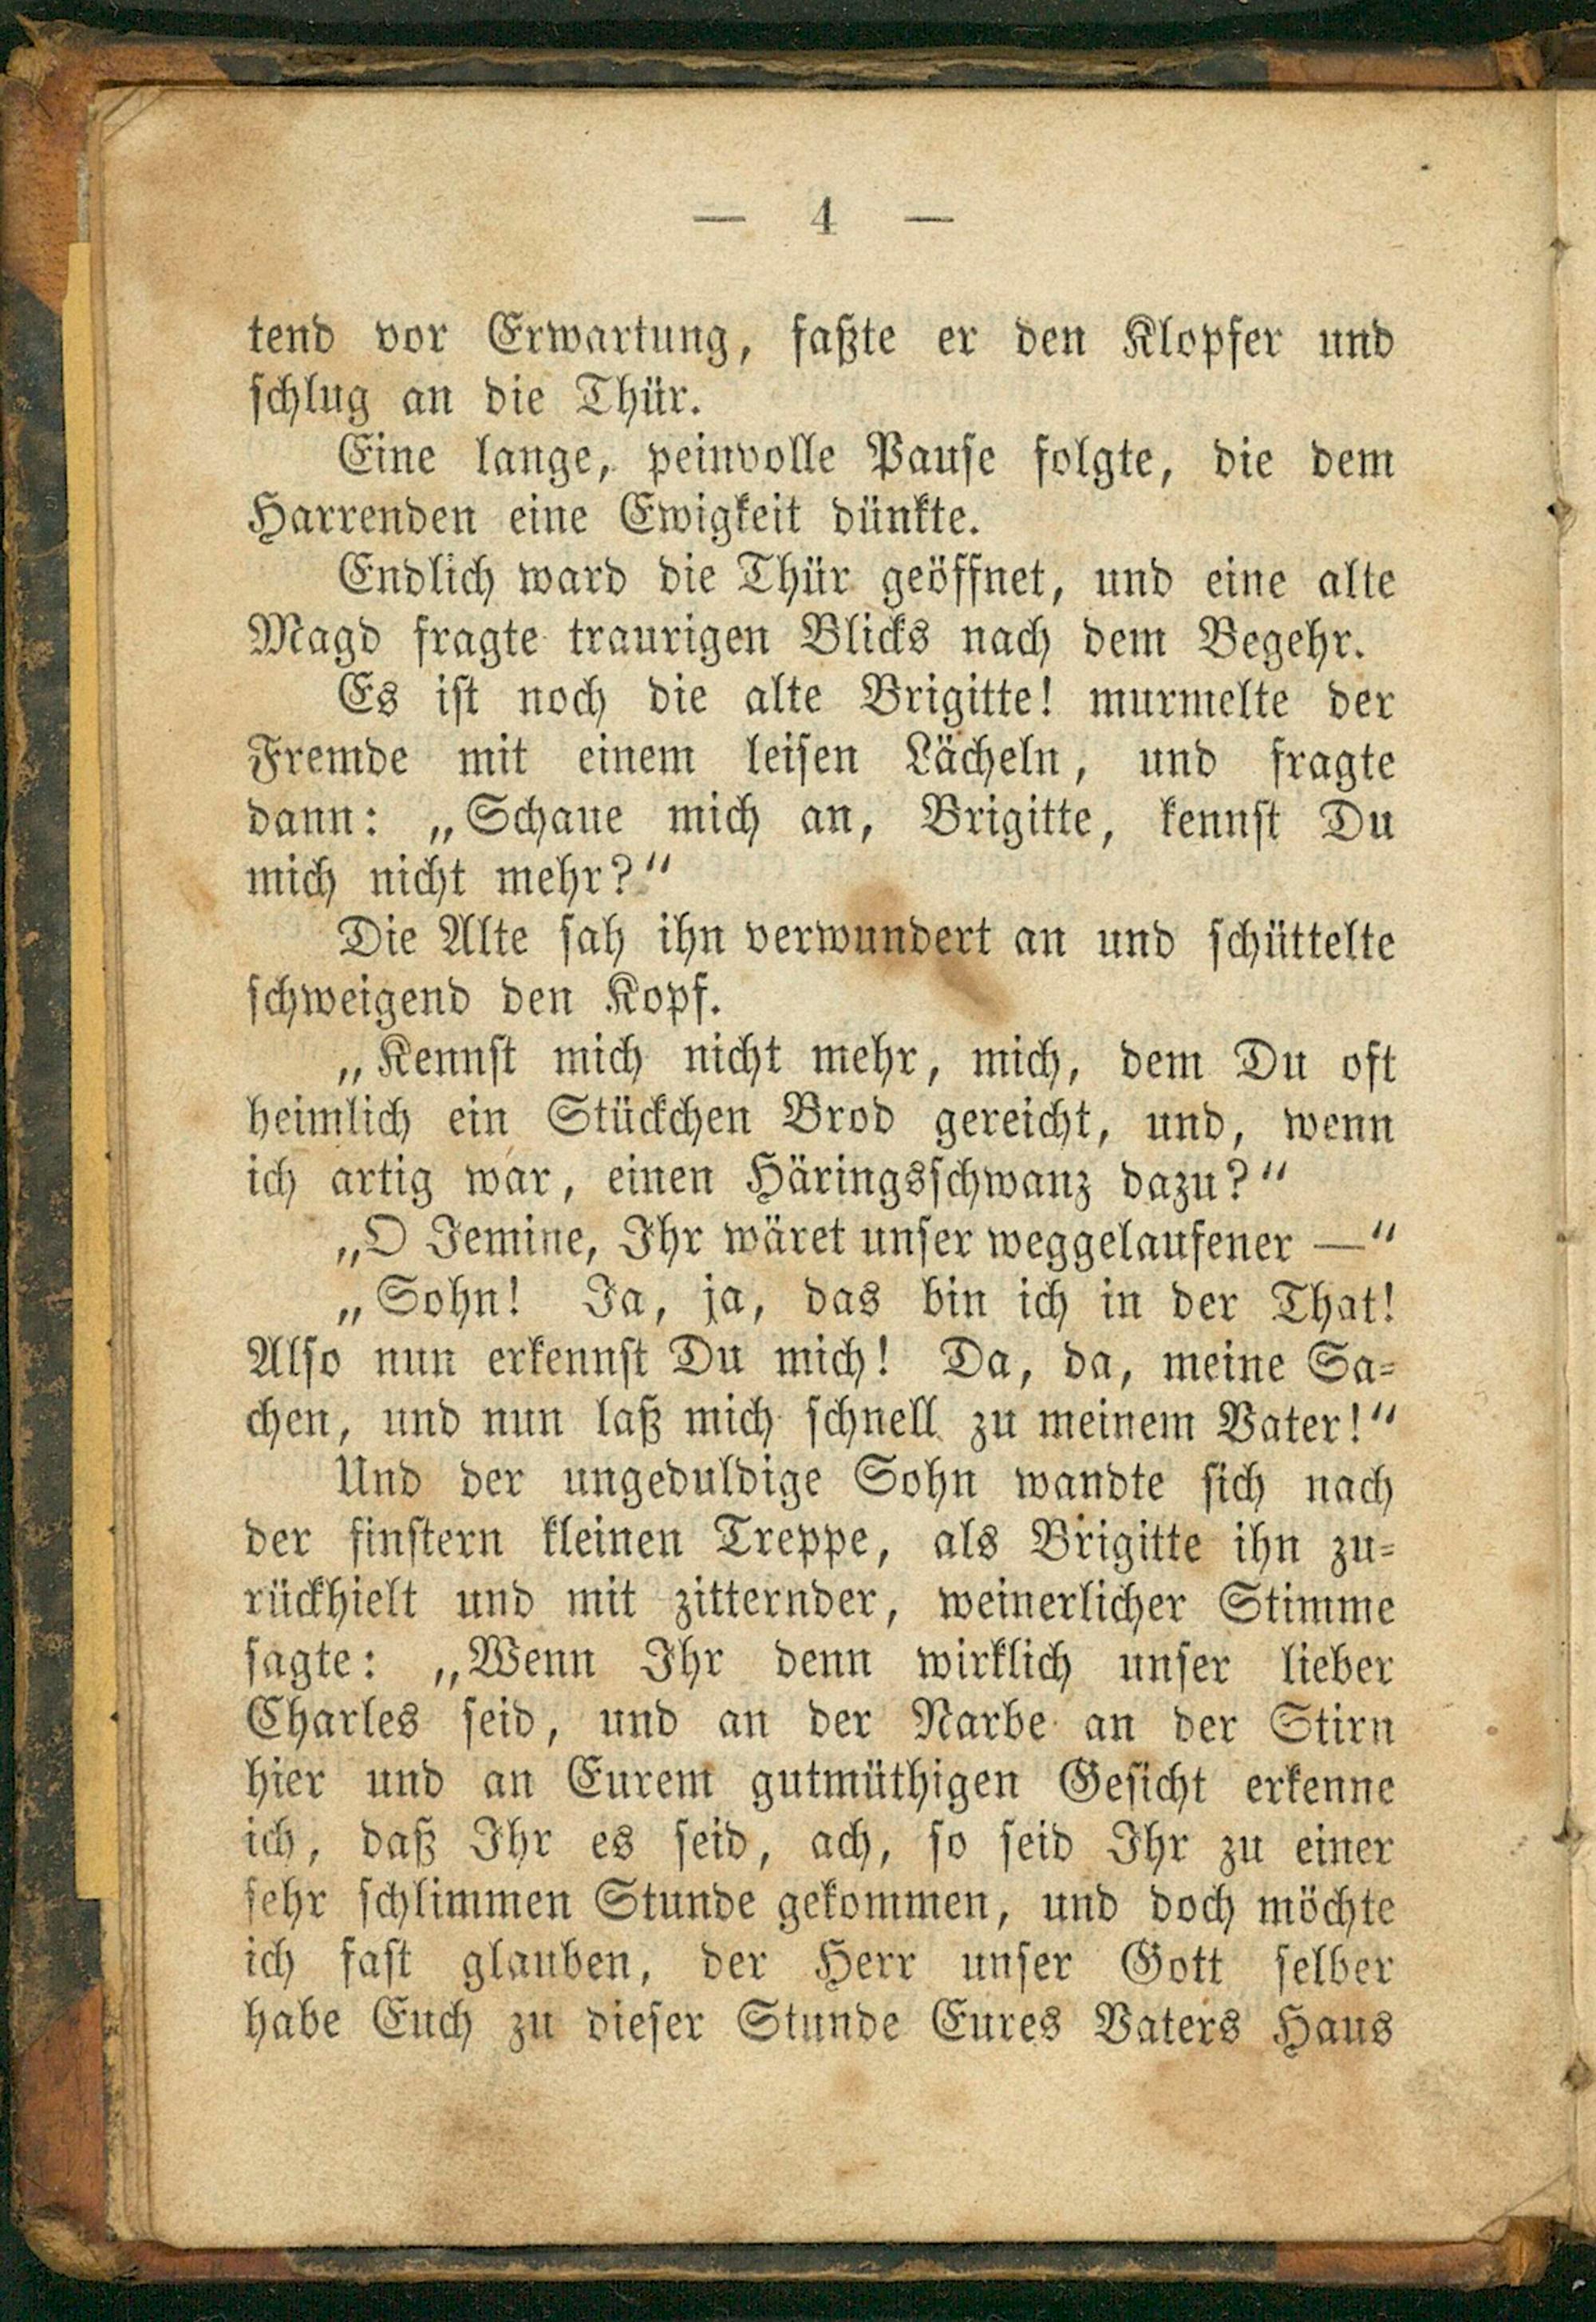 — 4 —
tend vor Erwartung, faßte er den Klopfer und
schlug an die Thür.
Eine lange, peinvolle Pause folgte, die dem
Harrenden eine Ewigkeit dünkte.
Endlich ward die Thür geöffnet, und eine alte
Magd fragte traurigen Blicks nach dem Begehr.
Es ist noch die alte Brigitte! murmelte der
Fremde mit einem leisen Lächeln, und fragte
dann: „Schaue mich an, Brigitte, kennst Du
mich nicht mehr?“
Die Alte sah ihn verwundert an und schüttelte
schweigend den Kopf.
„Kennst mich nicht mehr, mich, dem Du oft
heimlich ein Stückchen Brod gereicht, und, wenn
ich artig war, einen Häringsschwanz dazu?“
„O Jemine, Ihr wäret unser weggelaufener —“
„Sohn! Ja, ja, das bin ich in der That!
Also nun erkennst Du mich! Da, da, meine Sa-
chen, und nun laß mich schnell zu meinem Vater!“
Und der ungeduldige Sohn wandte sich nach
der finstern kleinen Treppe, als Brigitte ihn zu-
rückhielt und mit zitternder, weinerlicher Stimme
sagte: „Wenn Ihr denn wirklich unser lieber
Charles seid, und an der Narbe an der Stirn
hier und an Eurem gutmüthigen Gesicht erkenne
ich, daß Ihr es seid, ach, so seid Ihr zu einer
sehr schlimmen Stunde gekommen, und doch möchte
ich fast glauben, der Herr unser Gott selber
habe Euch zu dieser Stunde Eures Vaters Haus